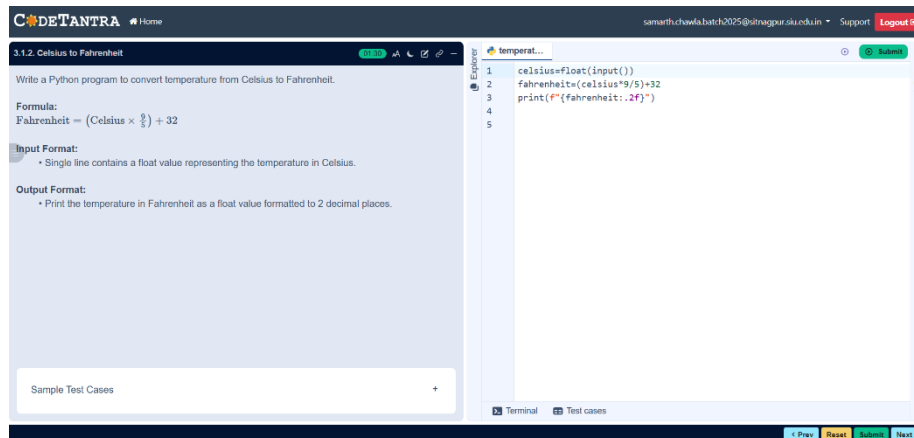 CODETANTRA Home
samarth.chawla.batch2025@sitnagpur.siu.edu.in Support Logout
3.1.2. Celsius to Fahrenheit
01:30
Write a Python program to convert temperature from Celsius to Fahrenheit.
Formula:
Fahrenheit = (Celsius × 9/5) + 32
Input Format:
• Single line contains a float value representing the temperature in Celsius.
Output Format:
• Print the temperature in Fahrenheit as a float value formatted to 2 decimal places.
Sample Test Cases +
Explorer
temperat...
Submit
1 celsius=float(input())
2 fahrenheit=(celsius*9/5)+32
3 print(f"{fahrenheit:.2f}")
4
5
Terminal Test cases
< Prev Reset Submit Next